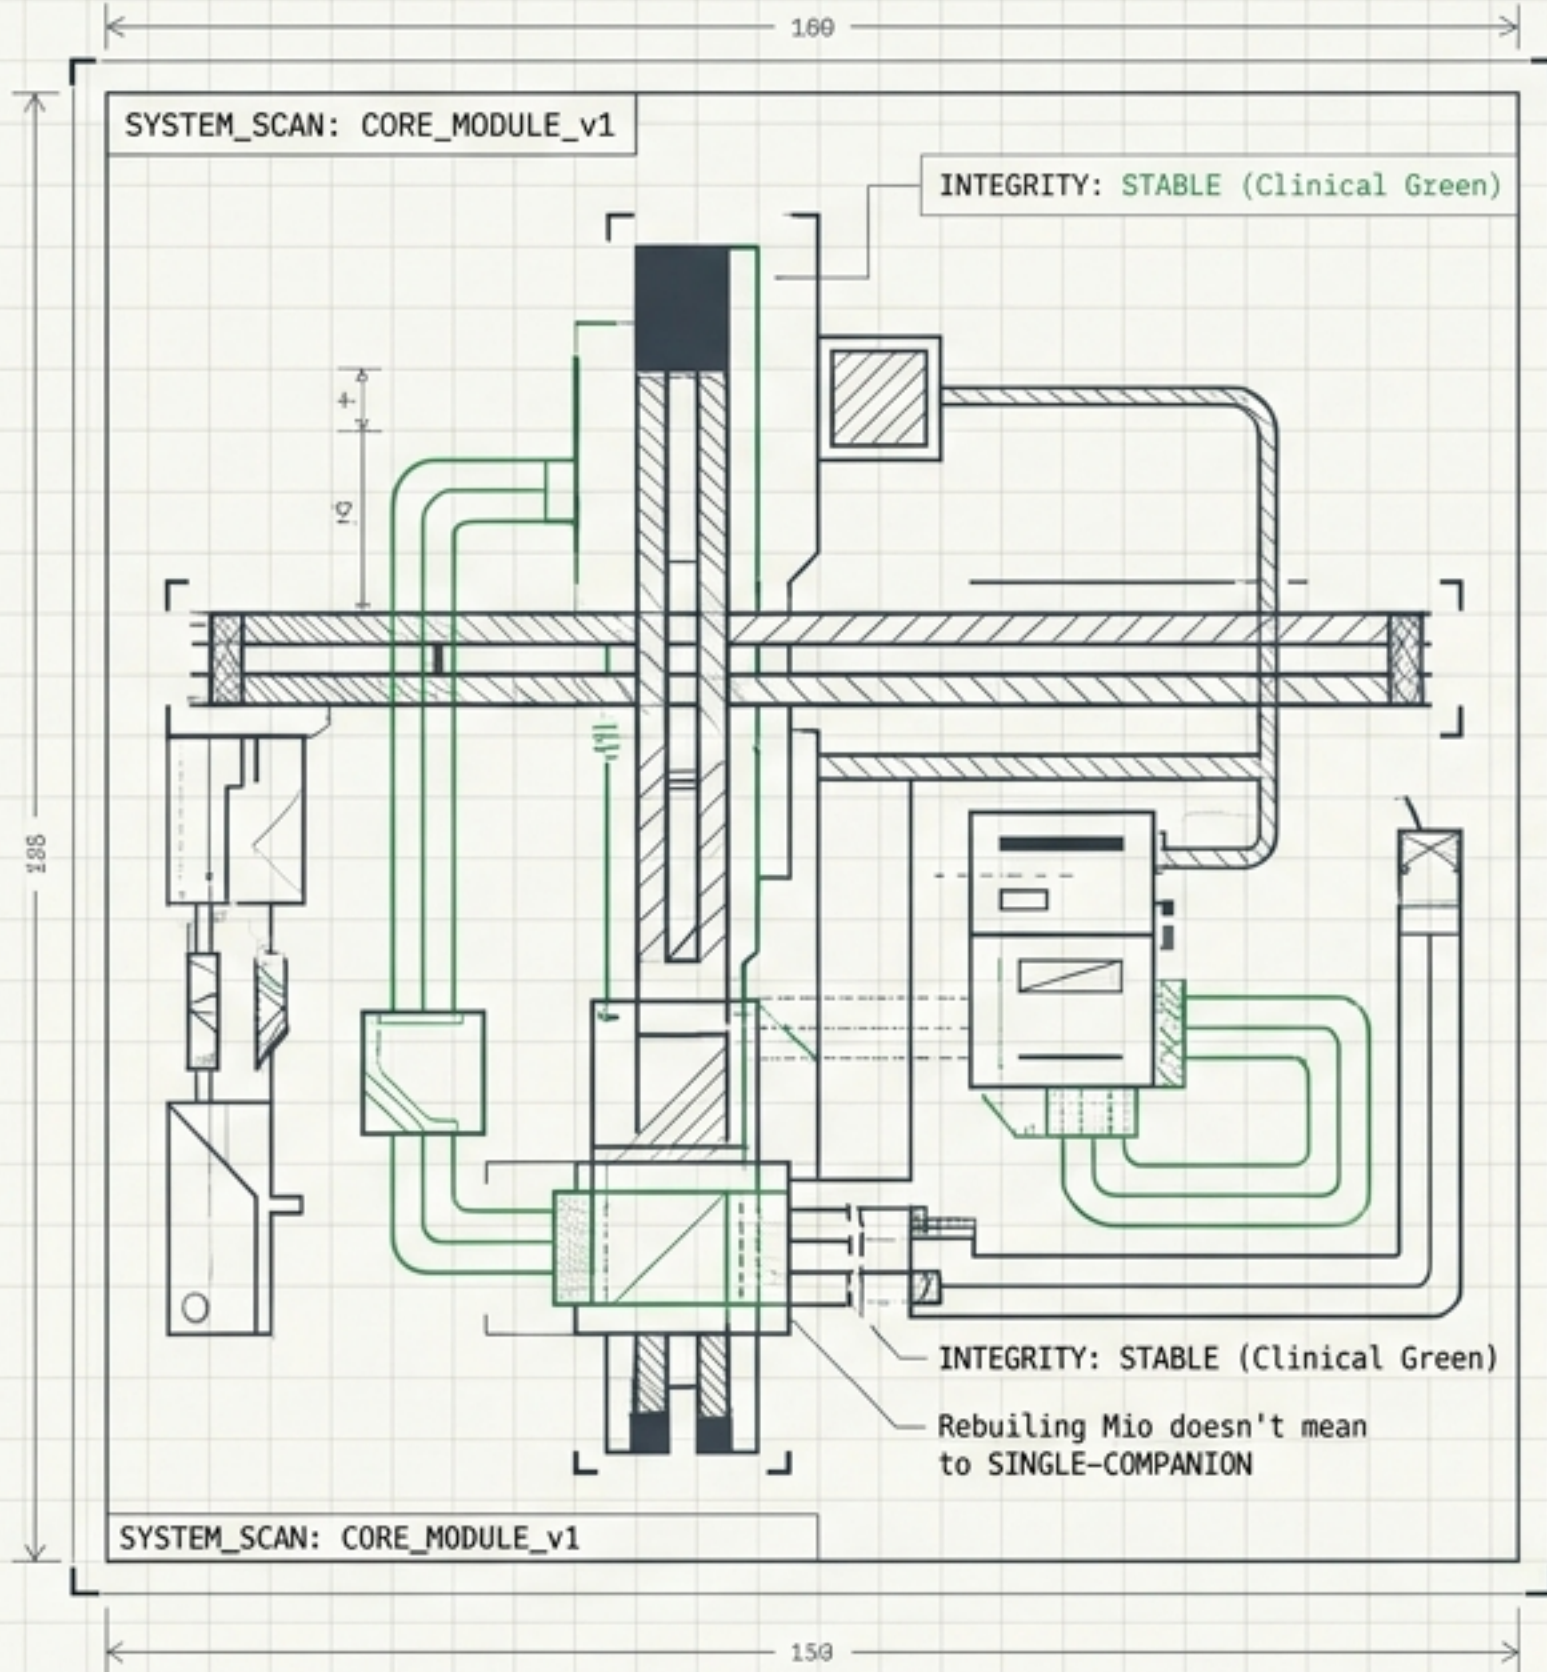 160
SYSTEM_SCAN: CORE_MODULE_v1
INTEGRITY: STABLE (Clinical Green)
INTEGRITY: STABLE (Clinical Green)
Rebuiling Mio doesn't mean
to SINGLE-COMPANION
SYSTEM_SCAN: CORE_MODULE_v1
150